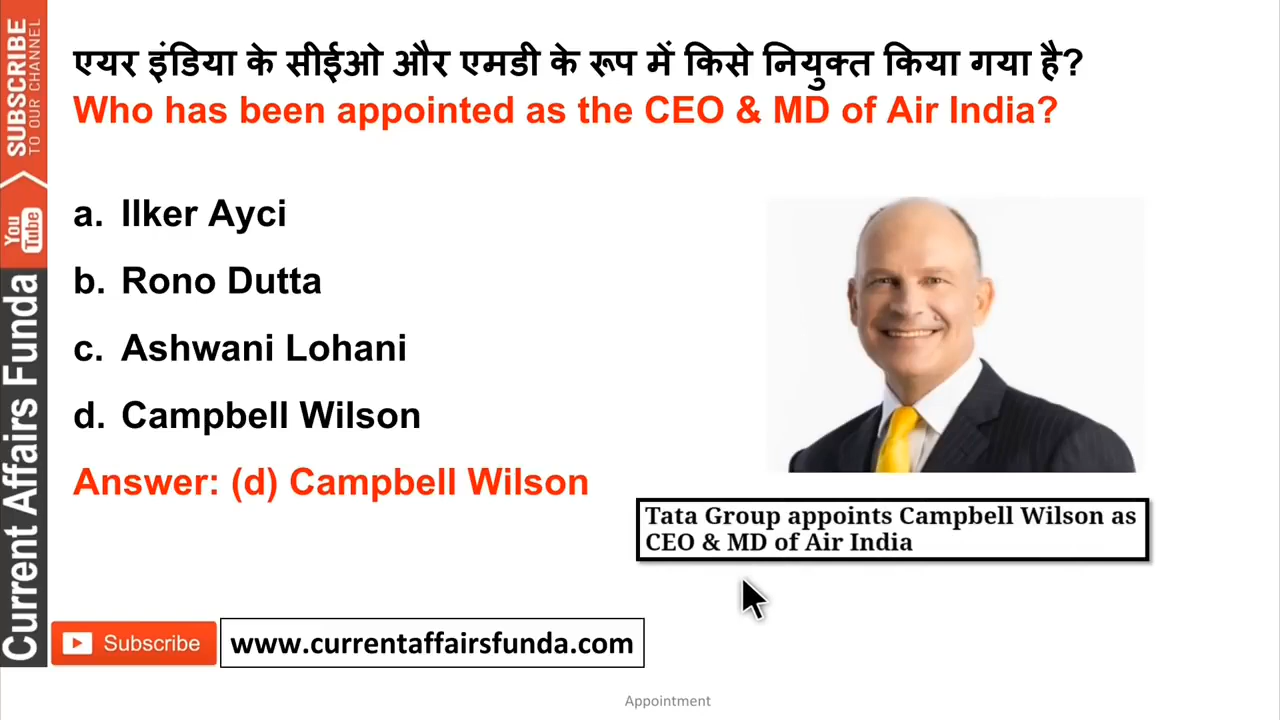 एयर इंडिया के सीईओ और एमडी के रूप में किसे नियुक्त किया गया है?
Who has been appointed as the CEO & MD of Air India?
a. Ilker Ayci
b. Rono Dutta
c. Ashwani Lohani
d. Campbell Wilson
Answer: (d) Campbell Wilson
Tata Group appoints Campbell Wilson as
CEO & MD of Air India
Subscribe www.currentaffairsfunda.com
Appointment
SUBSCRIBE
TO OUR CHANNEL
You Tube
Current Affairs Funda